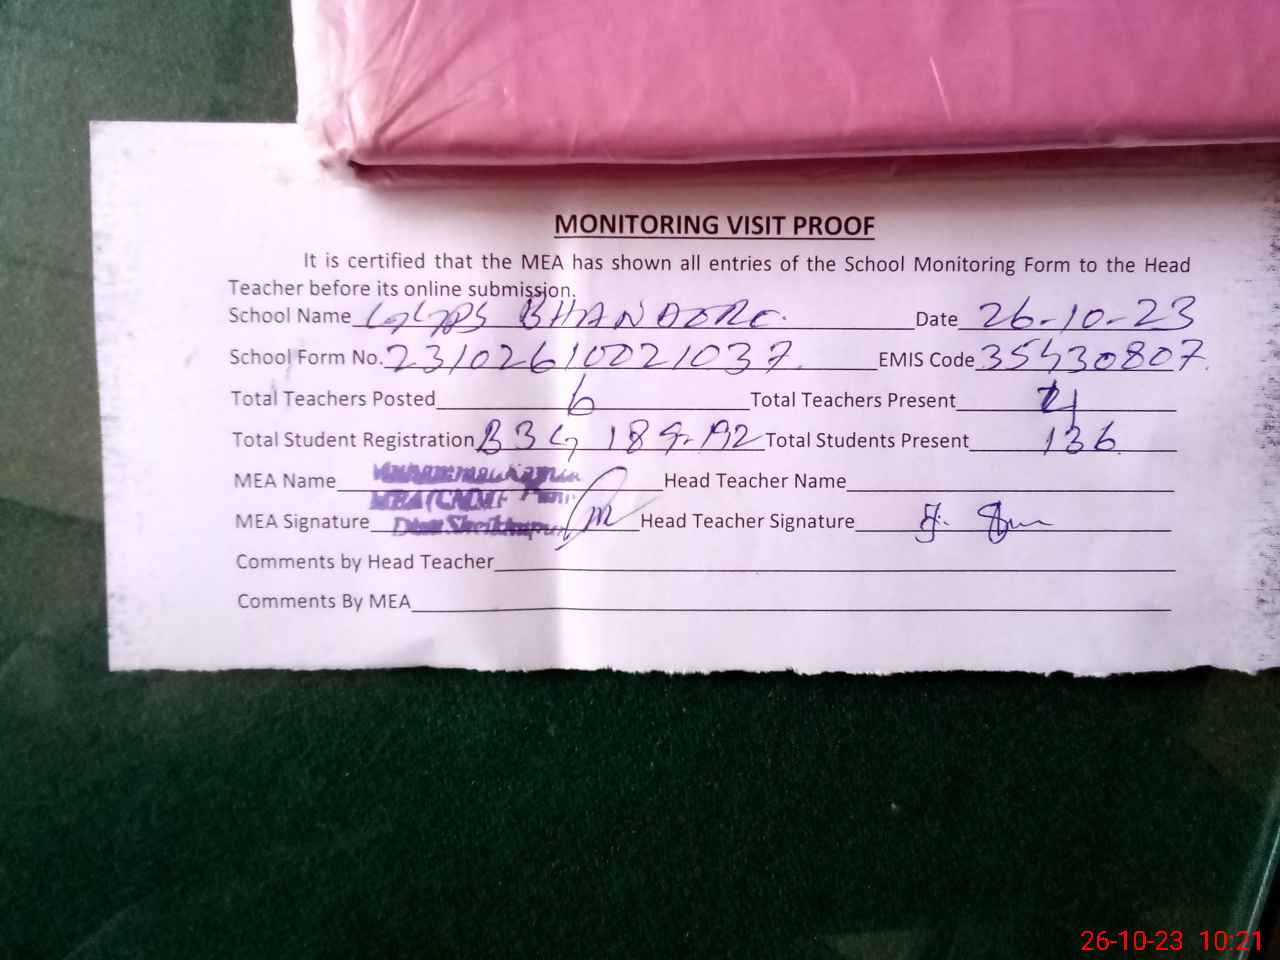 MONITORING VISIT PROOF
It is certified that the MEA has shown all entries of the School Monitoring Form to the Head
Teacher before its online submission.
School Name GGPS BHANDORE. Date 26-10-23
School Form No. 23102610021037. EMIS Code 35430807.
Total Teachers Posted 6 Total Teachers Present 4
Total Student Registration 189 Total Students Present 136
MEA Name Head Teacher Name
MEA Signature Head Teacher Signature
Comments by Head Teacher
Comments By MEA
26-10-23 10:21